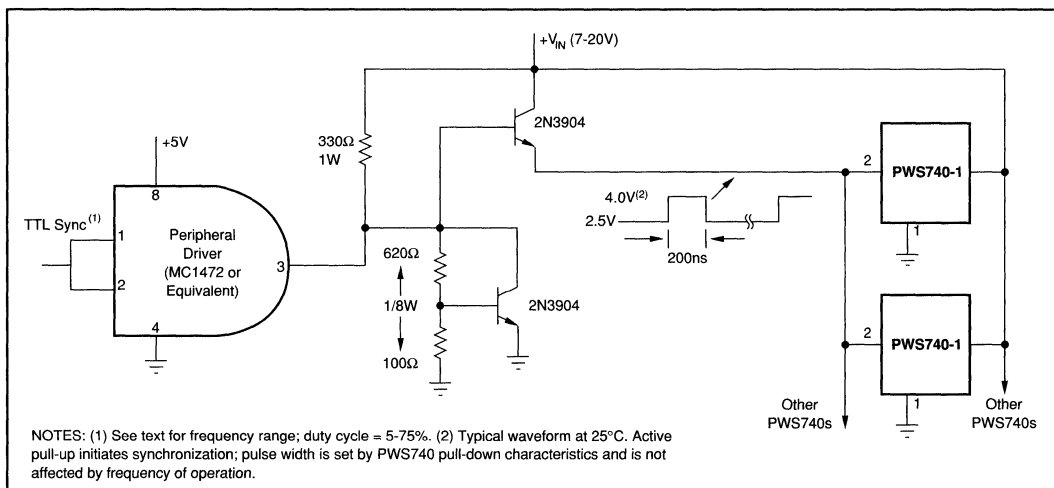 +V_IN (7-20V)
2N3904
330Ω
1W
+5V
8
TTL Sync(1)
1
2
Peripheral
Driver
(MC1472 or
Equivalent)
3
4
620Ω
1/8W
100Ω
2N3904
4.0V(2)
2.5V
200ns
2
PWS740-1
1
2
PWS740-1
1
Other
PWS740s
Other
PWS740s
NOTES: (1) See text for frequency range; duty cycle = 5-75%. (2) Typical waveform at 25°C. Active
pull-up initiates synchronization; pulse width is set by PWS740 pull-down characteristics and is not
affected by frequency of operation.